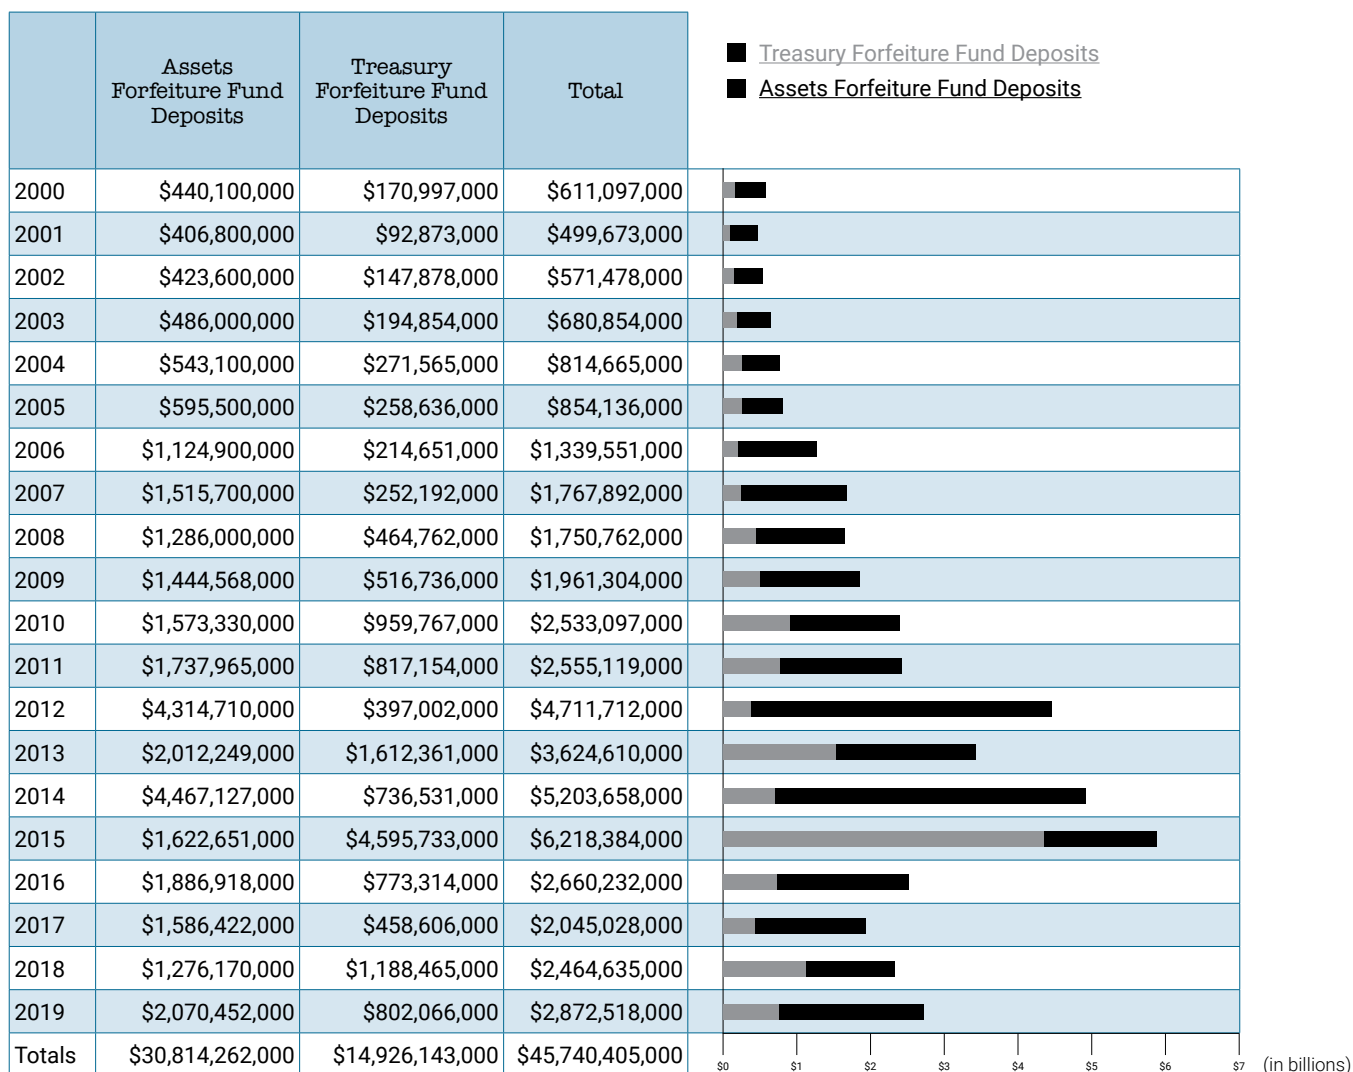 Assets
Forfeiture Fund
Deposits
Treasury
Forfeiture Fund
Deposits
Total
Treasury Forfeiture Fund Deposits
Assets Forfeiture Fund Deposits
2000 $440,100,000 $170,997,000 $611,097,000
2001 $406,800,000 $92,873,000 $499,673,000
2002 $423,600,000 $147,878,000 $571,478,000
2003 $486,000,000 $194,854,000 $680,854,000
2004 $543,100,000 $271,565,000 $814,665,000
2005 $595,500,000 $258,636,000 $854,136,000
2006 $1,124,900,000 $214,651,000 $1,339,551,000
2007 $1,515,700,000 $252,192,000 $1,767,892,000
2008 $1,286,000,000 $464,762,000 $1,750,762,000
2009 $1,444,568,000 $516,736,000 $1,961,304,000
2010 $1,573,330,000 $959,767,000 $2,533,097,000
2011 $1,737,965,000 $817,154,000 $2,555,119,000
2012 $4,314,710,000 $397,002,000 $4,711,712,000
2013 $2,012,249,000 $1,612,361,000 $3,624,610,000
2014 $4,467,127,000 $736,531,000 $5,203,658,000
2015 $1,622,651,000 $4,595,733,000 $6,218,384,000
2016 $1,886,918,000 $773,314,000 $2,660,232,000
2017 $1,586,422,000 $458,606,000 $2,045,028,000
2018 $1,276,170,000 $1,188,465,000 $2,464,635,000
2019 $2,070,452,000 $802,066,000 $2,872,518,000
Totals $30,814,262,000 $14,926,143,000 $45,740,405,000
$0 $1 $2 $3 $4 $5 $6 $7 (in billions)